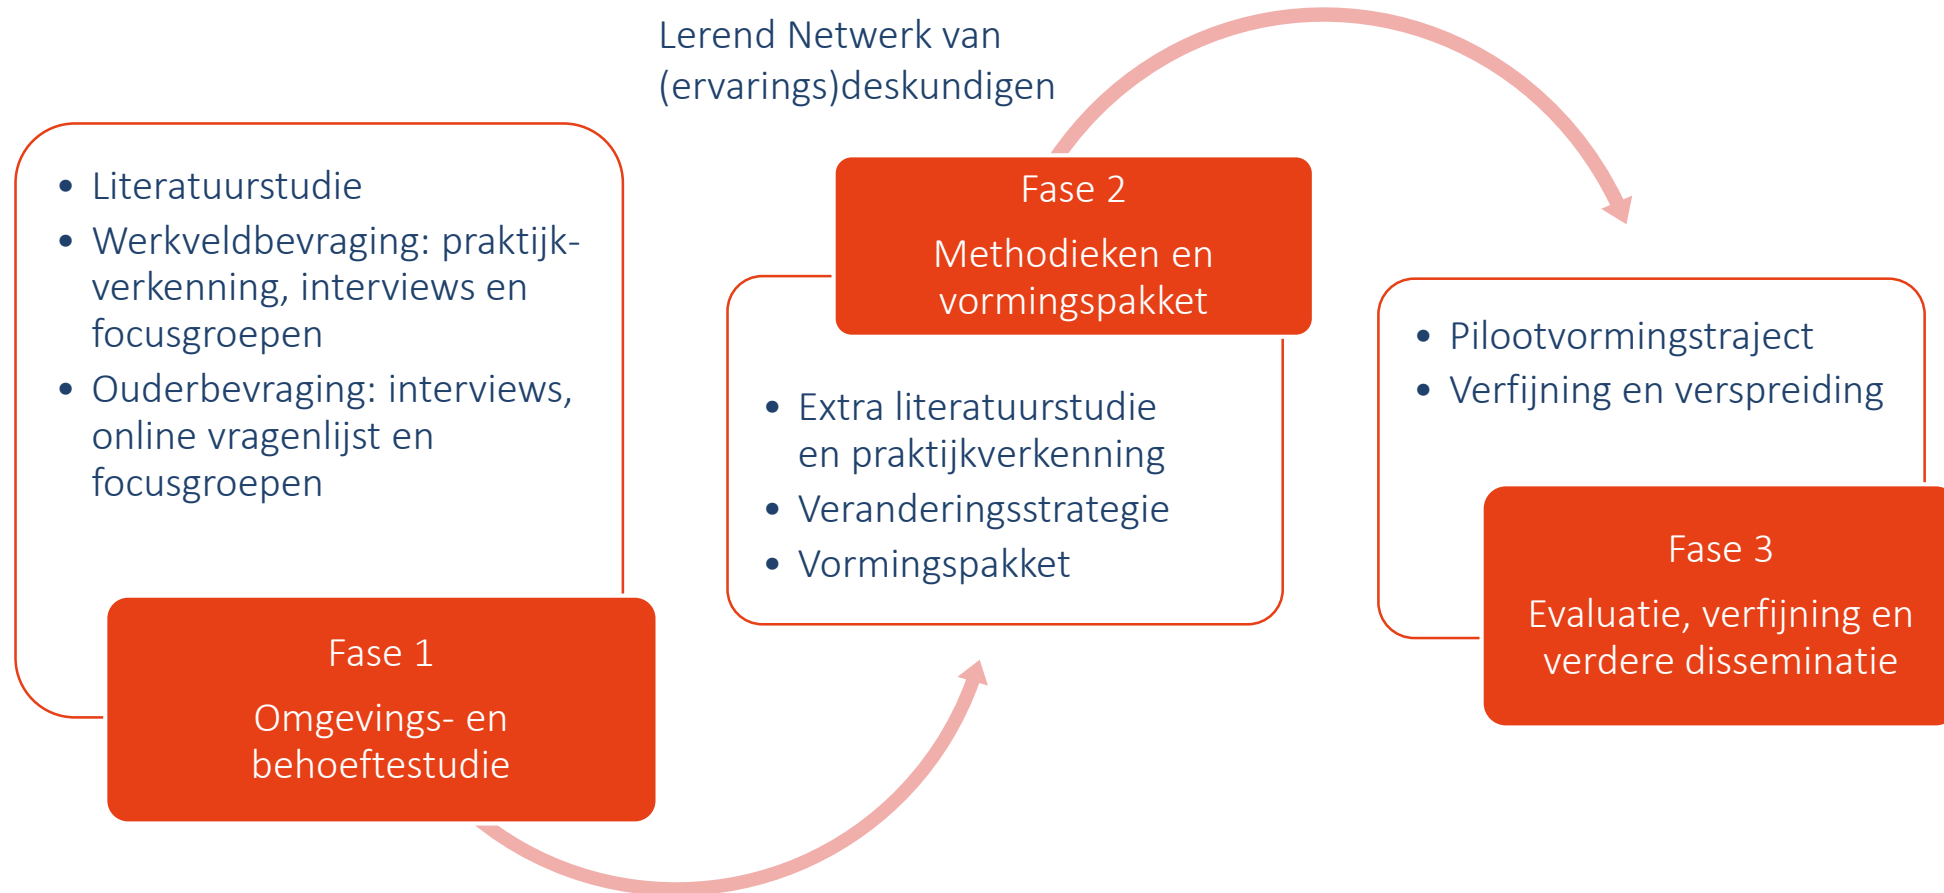 Lerend Netwerk van
(ervarings)deskundigen
• Literatuurstudie
• Werkveldbevraging: praktijk-
verkenning, interviews en
focusgroepen
• Ouderbevraging: interviews,
online vragenlijst en
focusgroepen
Fase 1
Omgevings- en
behoeftestudie
Fase 2
Methodieken en
vormingspakket
• Extra literatuurstudie
en praktijkverkenning
• Veranderingsstrategie
• Vormingspakket
• Pilootvormingstraject
• Verfijning en verspreiding
Fase 3
Evaluatie, verfijning en
verdere disseminatie